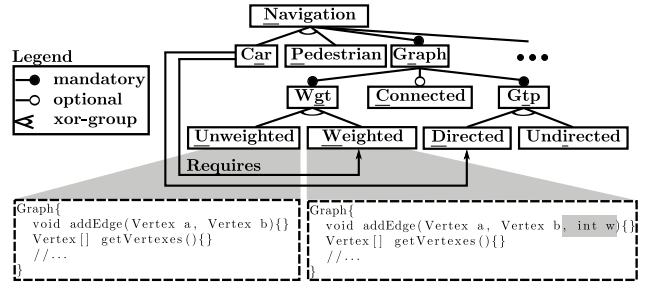 Navigation
Car
Pedestrian
Graph
Legend
mandatory
optional
xor-group
Wgt
Connected
Gtp
Unweighted
Weighted
Directed
Undirected
Requires
Graph{
void addEdge(Vertex a, Vertex b){}
Vertex[] getVertexes(){}
//...
}
Graph{
void addEdge(Vertex a, Vertex b, int w){}
Vertex[] getVertexes(){}
//...
}